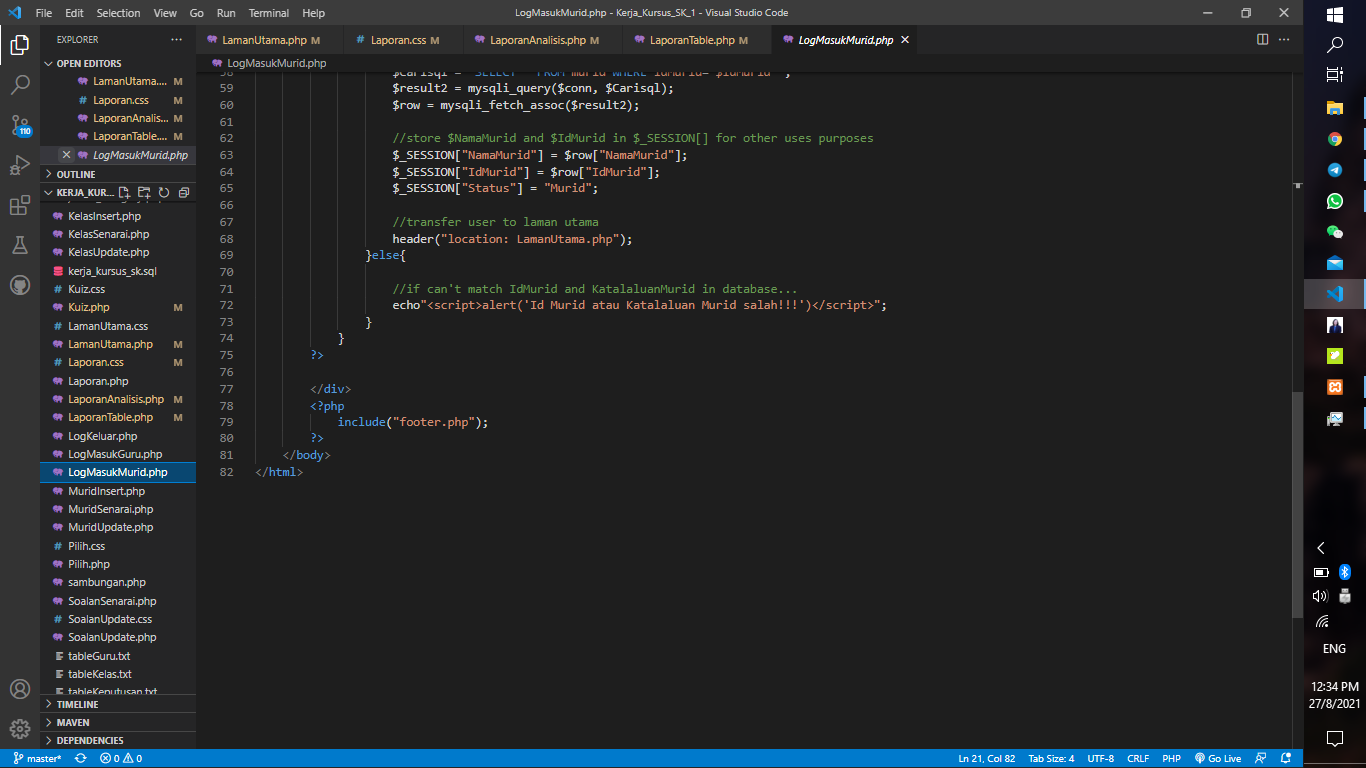 File Edit Selection View Go Run Terminal Help
LogMasukMurid.php - Kerja_Kursus_SK_1 - Visual Studio Code
EXPLORER
OPEN EDITORS
LamanUtama.... M
Laporan.css M
LaporanAnalis... M
LaporanTable.... M
LogMasukMurid.php
OUTLINE
KERJA_KUR...
KelasInsert.php
KelasSenarai.php
KelasUpdate.php
kerja_kursus_sk.sql
Kuiz.css
Kuiz.php M
LamanUtama.css
LamanUtama.php M
Laporan.css M
Laporan.php
LaporanAnalisis.php M
LaporanTable.php M
LogKeluar.php
LogMasukGuru.php
LogMasukMurid.php
MuridInsert.php
MuridSenarai.php
MuridUpdate.php
Pilih.css
Pilih.php
sambungan.php
SoalanSenarai.php
SoalanUpdate.css
SoalanUpdate.php
tableGuru.txt
tableKelas.txt
tableKeputusan.txt
TIMELINE
MAVEN
DEPENDENCIES
110
LamanUtama.php M
Laporan.css M
LaporanAnalisis.php M
LaporanTable.php M
LogMasukMurid.php
LogMasukMurid.php
59 $result2 = mysqli_query($conn, $Carisql);
60 $row = mysqli_fetch_assoc($result2);
61
62 //store $NamaMurid and $IdMurid in $_SESSION[] for other uses purposes
63 $_SESSION["NamaMurid"] = $row["NamaMurid"];
64 $_SESSION["IdMurid"] = $row["IdMurid"];
65 $_SESSION["Status"] = "Murid";
66
67 //transfer user to laman utama
68 header("location: LamanUtama.php");
69 }else{
70
71 //if can't match IdMurid and KatalaluanMurid in database...
72 echo"<script>alert('Id Murid atau Katalaluan Murid salah!!!')</script>";
73 }
74 }
75 ?>
76
77 </div>
78 <?php
79 include("footer.php");
80 ?>
81 </body>
82 </html>
master* 0 0
Ln 21, Col 82 Tab Size: 4 UTF-8 CRLF PHP Go Live
ENG
12:34 PM
27/8/2021